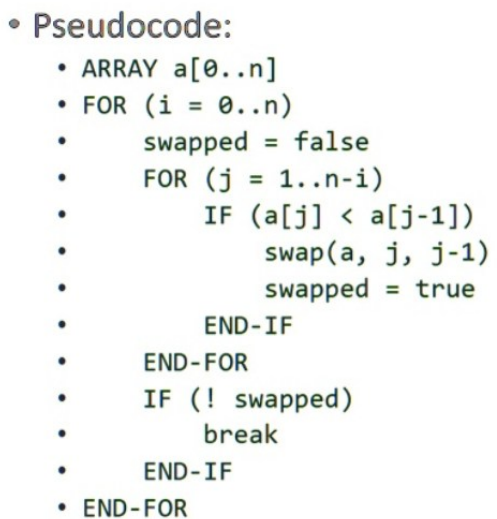 • Pseudocode:
• ARRAY a[0..n]
• FOR (i = 0..n)
•     swapped = false
•     FOR (j = 1..n-i)
•         IF (a[j] < a[j-1])
•             swap(a, j, j-1)
•             swapped = true
•         END-IF
•     END-FOR
•     IF (! swapped)
•         break
•     END-IF
• END-FOR